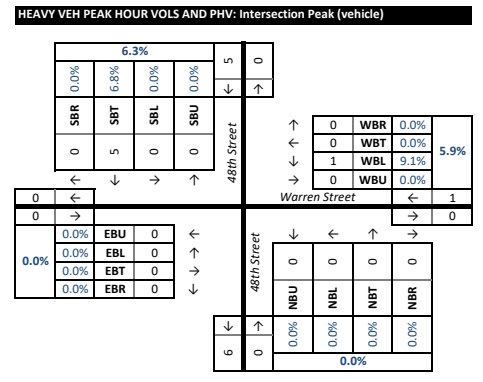 HEAVY VEH PEAK HOUR VOLS AND PHV: Intersection Peak (vehicle)
6.3%
0.0% 6.8% 0.0% 0.0%
SBR SBT SBL SBU
0 5 0 0
← ↓ → ↑
5 0
↓ ↑
48th Street
↑ 0 WBR 0.0%
← 0 WBT 0.0%
↓ 1 WBL 9.1%
→ 0 WBU 0.0%
5.9%
Warren Street
0 ←
← 1
0 →
→ 0
0.0%
0.0% EBU 0 ←
0.0% EBL 0 ↑
0.0% EBT 0 →
0.0% EBR 0 ↓
48th Street
↓ ← ↑ →
0 0 0 0
NBU NBL NBT NBR
0.0% 0.0% 0.0% 0.0%
0.0%
↓ ↑
6 0